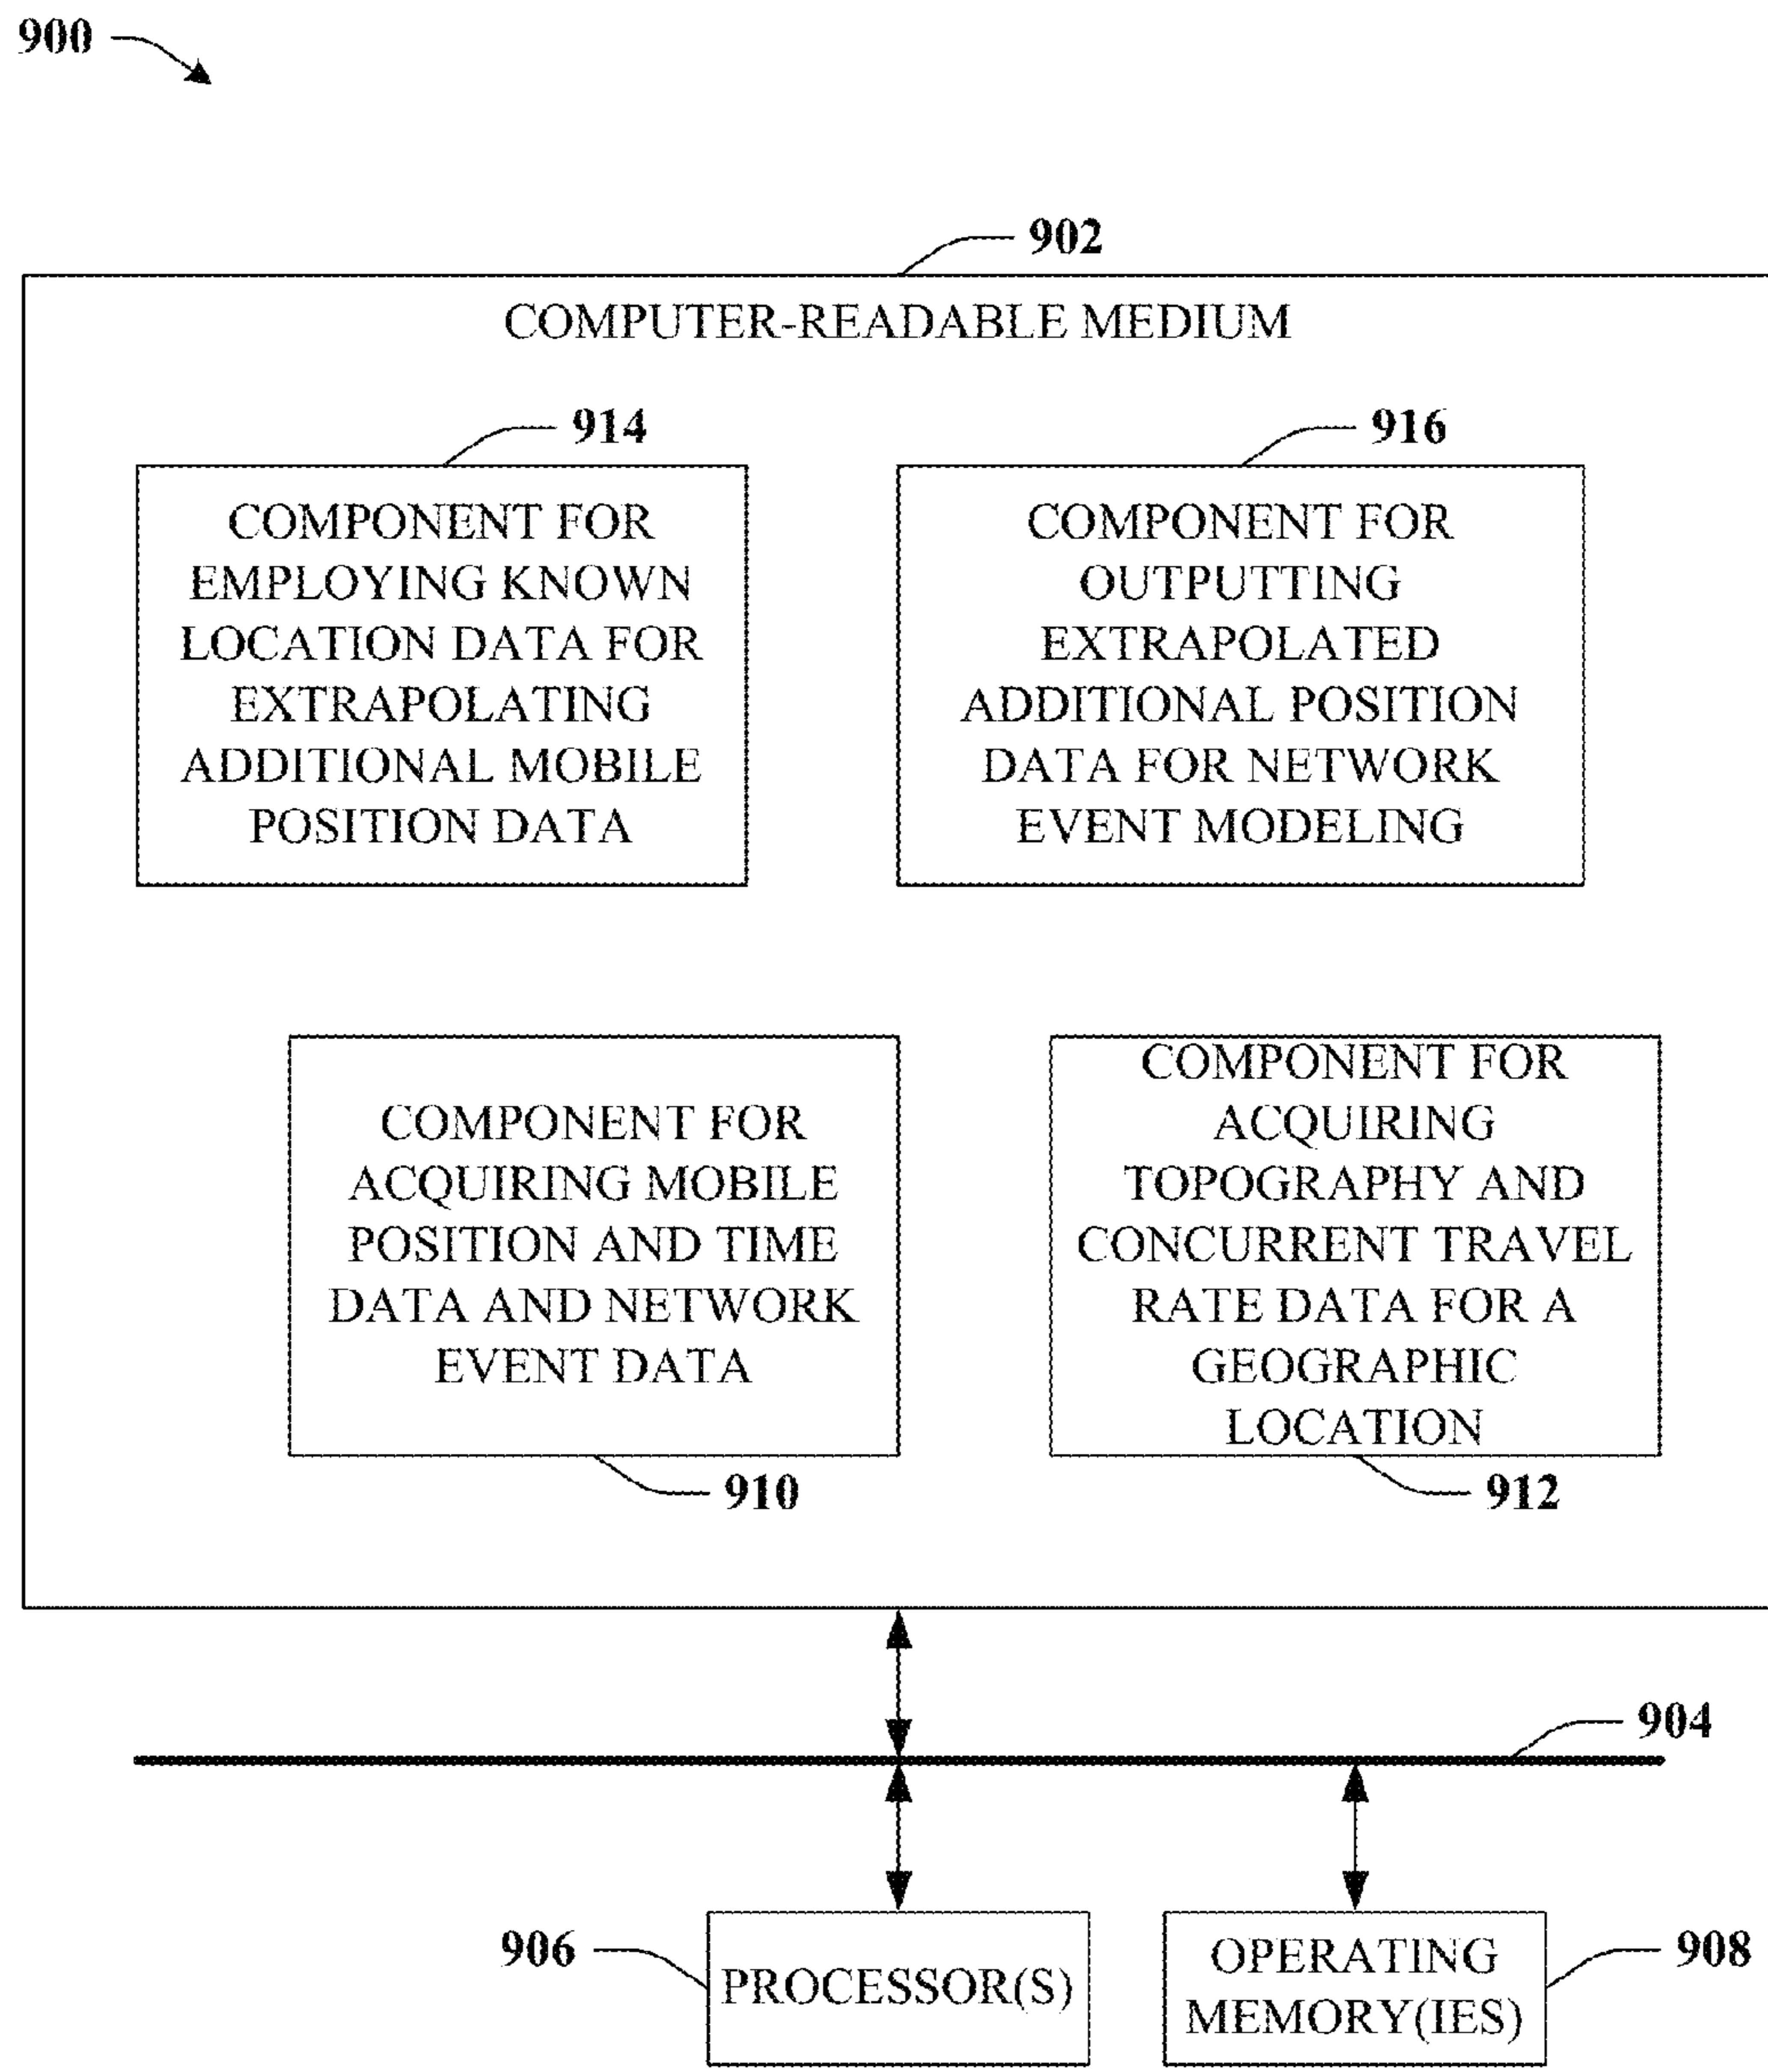 900
902
COMPUTER-READABLE MEDIUM
914
COMPONENT FOR
EMPLOYING KNOWN
LOCATION DATA FOR
EXTRAPOLATING
ADDITIONAL MOBILE
POSITION DATA
916
COMPONENT FOR
OUTPUTTING
EXTRAPOLATED
ADDITIONAL POSITION
DATA FOR NETWORK
EVENT MODELING
COMPONENT FOR
ACQUIRING MOBILE
POSITION AND TIME
DATA AND NETWORK
EVENT DATA
910
COMPONENT FOR
ACQUIRING
TOPOGRAPHY AND
CONCURRENT TRAVEL
RATE DATA FOR A
GEOGRAPHIC
LOCATION
912
904
906
PROCESSOR(S)
OPERATING
MEMORY(IES)
908